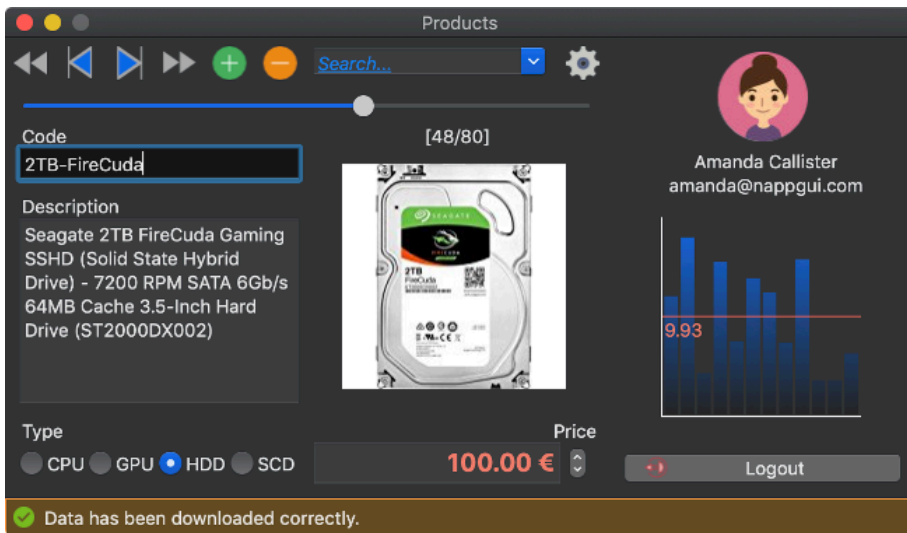 Products
Search...
Code
[48/80]
2TB-FireCuda
Amanda Callister
amanda@nappgui.com
Description
Seagate 2TB FireCuda Gaming
SSHD (Solid State Hybrid
Drive) - 7200 RPM SATA 6Gb/s
64MB Cache 3.5-Inch Hard
Drive (ST2000DX002)
SEAGATE
FIRECUDA
2TB
FireCuda
9.93
Type
Price
CPU GPU HDD SCD
100.00 €
Logout
Data has been downloaded correctly.